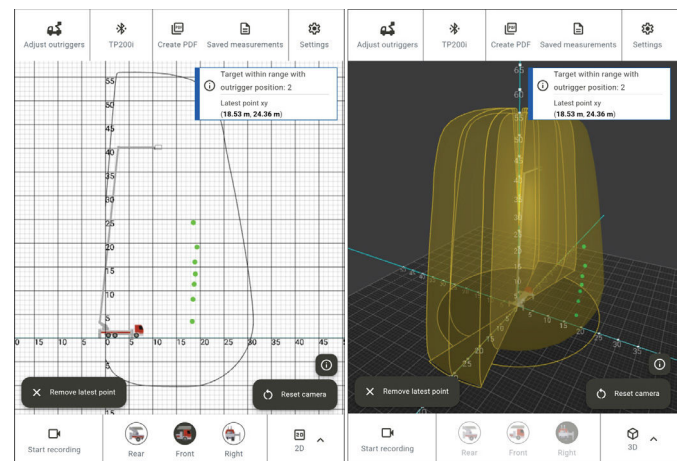 Adjust outriggers
TP200i
Create PDF
Saved measurements
Settings
Target within range with
outrigger position: 2
Latest point xy
(18.53 m, 24.36 m)
55
50
45
40
35
30
25
20
15
10
0 10 5 0 5 10 15 20 25 30 35 40 45 50
5
Remove latest point
Reset camera
15
Start recording
Rear
Front
Right
2D
Adjust outriggers
TP200i
Create PDF
Saved measurements
Settings
65
Target within range with
outrigger position: 2
60
Latest point xy
(18.53 m, 24.36 m)
Remove latest point
Reset camera
Start recording
Rear
Front
Right
3D